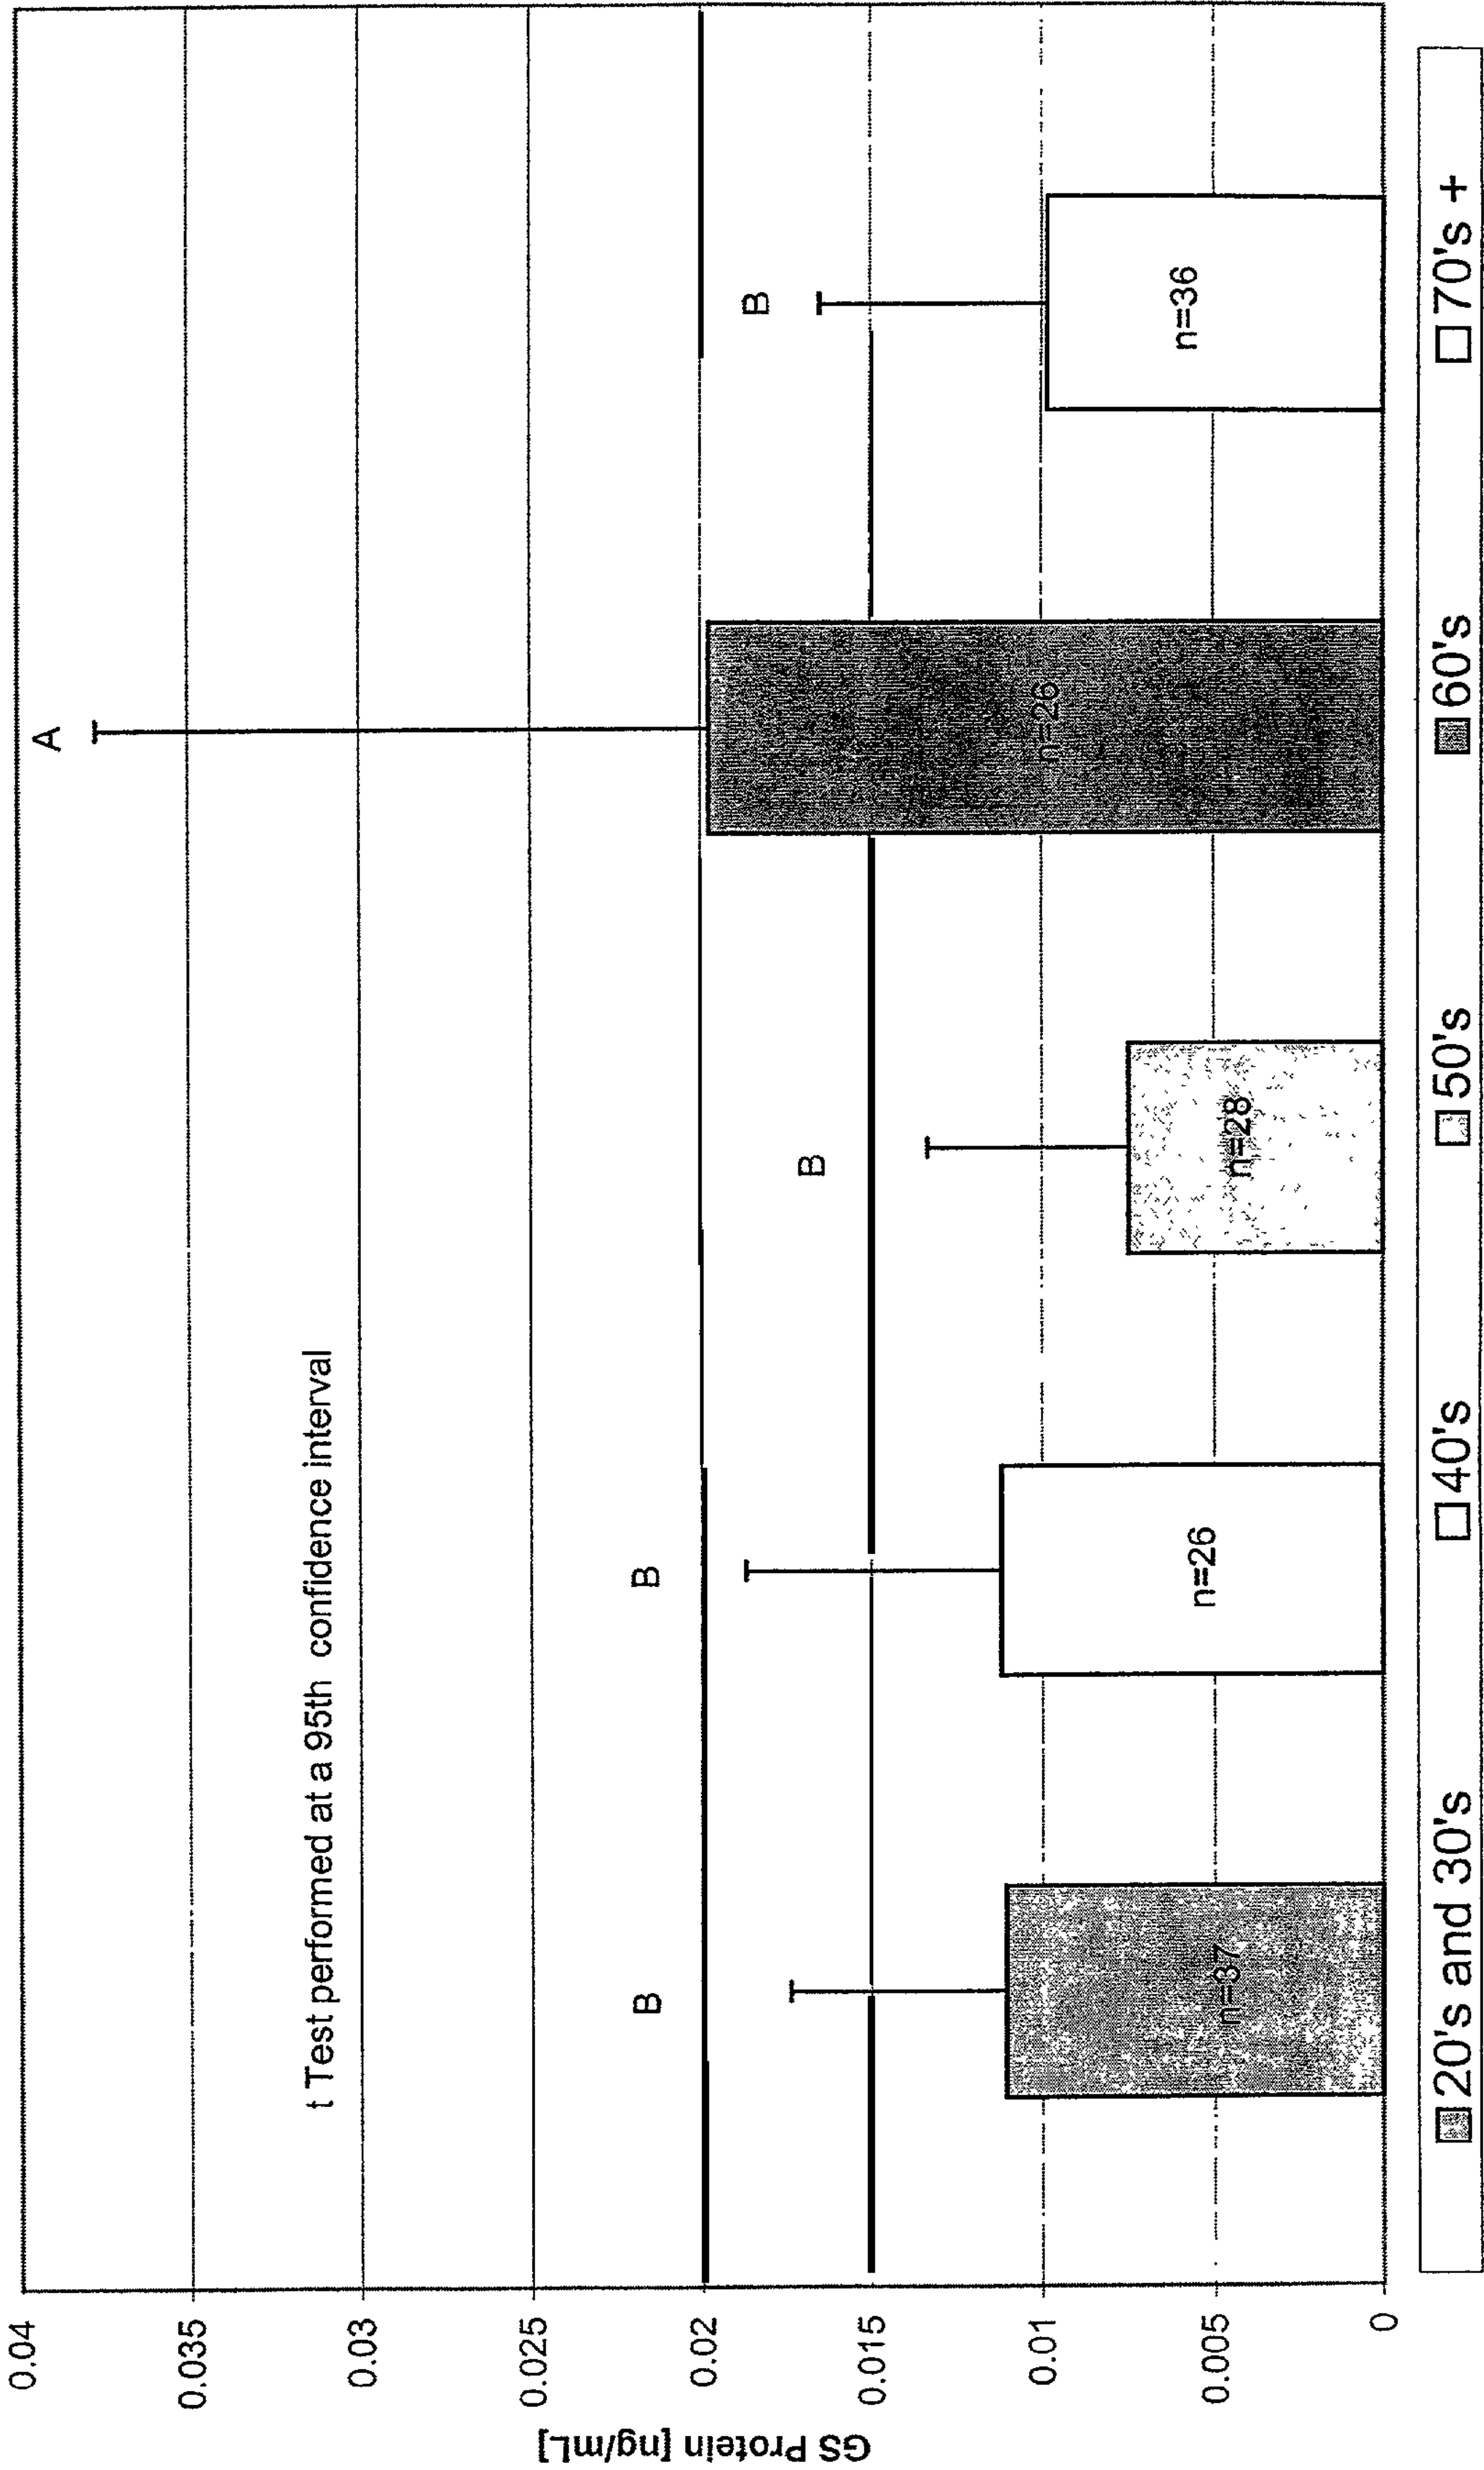 GS Protein [ng/mL]
0.04
0.035
0.03
0.025
0.02
0.015
0.01
0.005
0
t Test performed at a 95th confidence interval
B
B
B
A
B
n=37
n=26
n=28
n=26
n=36
20's and 30's
40's
50's
60's
70's +